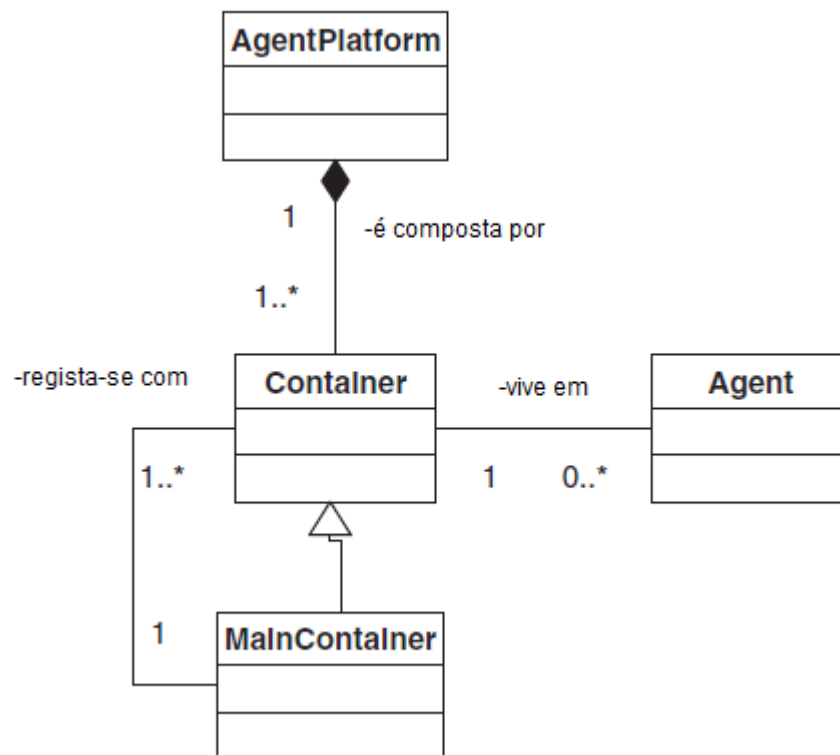 AgentPlatform
1
-é composta por
1..*
-regista-se com
Container
-vive em
Agent
1..*
1
0..*
1
MaInContaIner